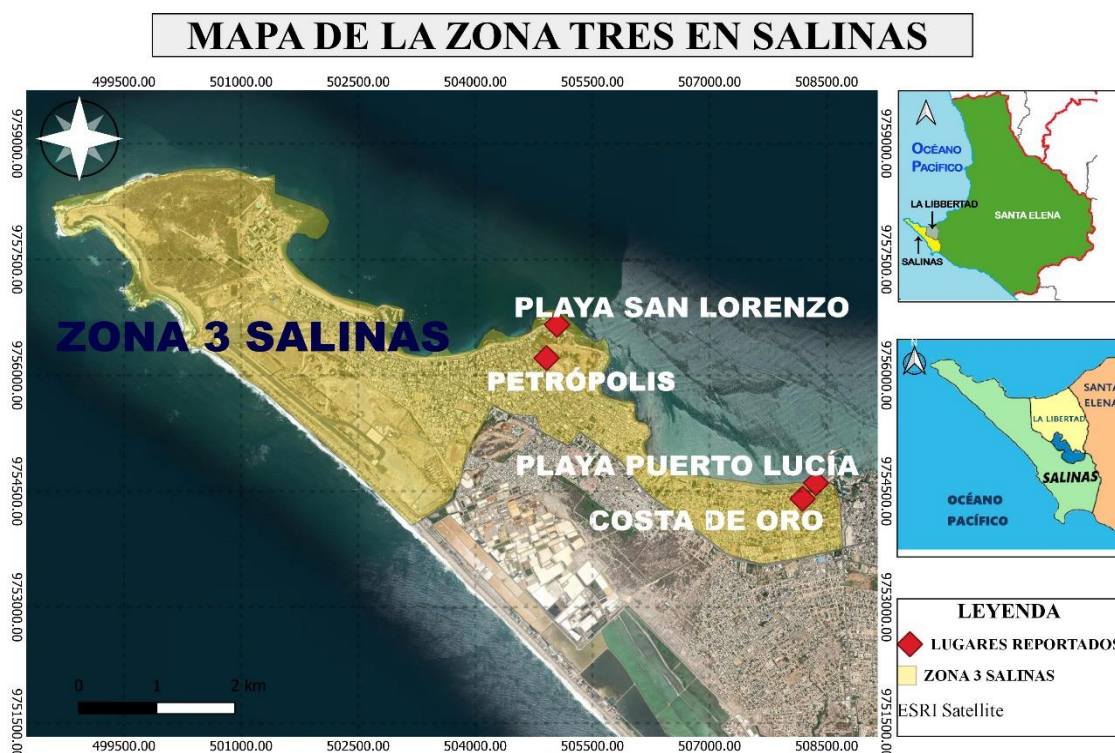 MAPA DE LA ZONA TRES EN SALINAS
499500.00 501000.00 502500.00 504000.00 505500.00 507000.00 508500.00
9759000.00
9757500.00
9756000.00
9754500.00
9753000.00
9751500.00
ZONA 3 SALINAS
PLAYA SAN LORENZO
PETRÓPOLIS
PLAYA PUERTO LUCÍA
COSTA DE ORO
0 1 2 km
499500.00 501000.00 502500.00 504000.00 505500.00 507000.00 508500.00
9759000.00
9757500.00
9756000.00
9754500.00
9753000.00
9751500.00
OCÉANO
PACÍFICO
LA LIBBERTAD
SANTA ELENA
SALINAS
N
SANTA
ELENA
LA LIBERTAD
SALINAS
OCÉANO
PACÍFICO
LEYENDA
LUGARES REPORTADOS
ZONA 3 SALINAS
ESRI Satellite